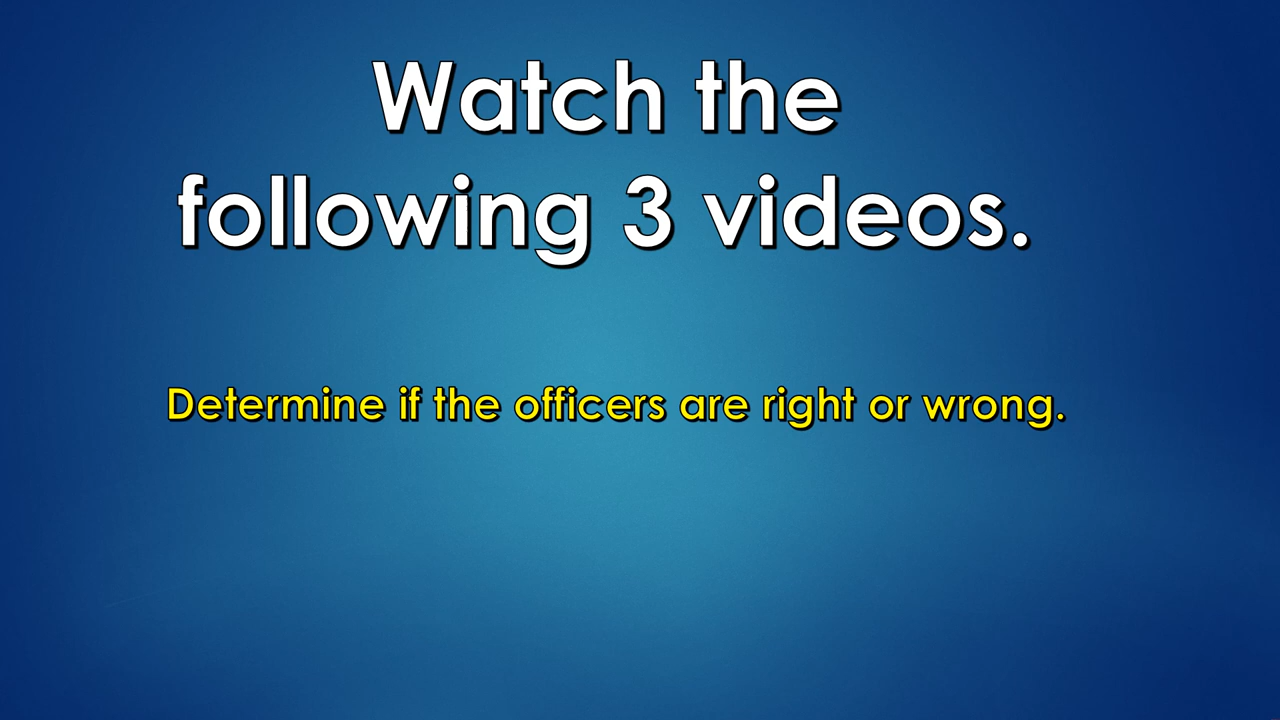 Watch the
following 3 videos.
Determine if the officers are right or wrong.